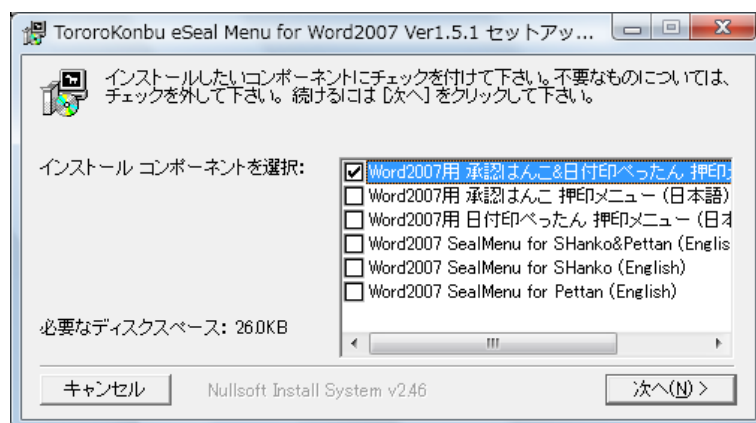 TororoKonbu eSeal Menu for Word2007 Ver1.5.1 セットアッ...
インストールしたいコンポーネントにチェックを付けて下さい。不要なものについては、
チェックを外して下さい。続けるには [次へ] をクリックして下さい。
インストール コンポーネントを選択:
Word2007用 承認はんこ&日付印ぺったん 押印
Word2007用 承認はんこ 押印メニュー (日本語)
Word2007用 日付印ぺったん 押印メニュー (日本
Word2007 SealMenu for SHanko&Pettan (Englis
Word2007 SealMenu for SHanko (English)
Word2007 SealMenu for Pettan (English)
必要なディスクスペース: 26.0KB
キャンセル
Nullsoft Install System v2.46
次へ(N) >